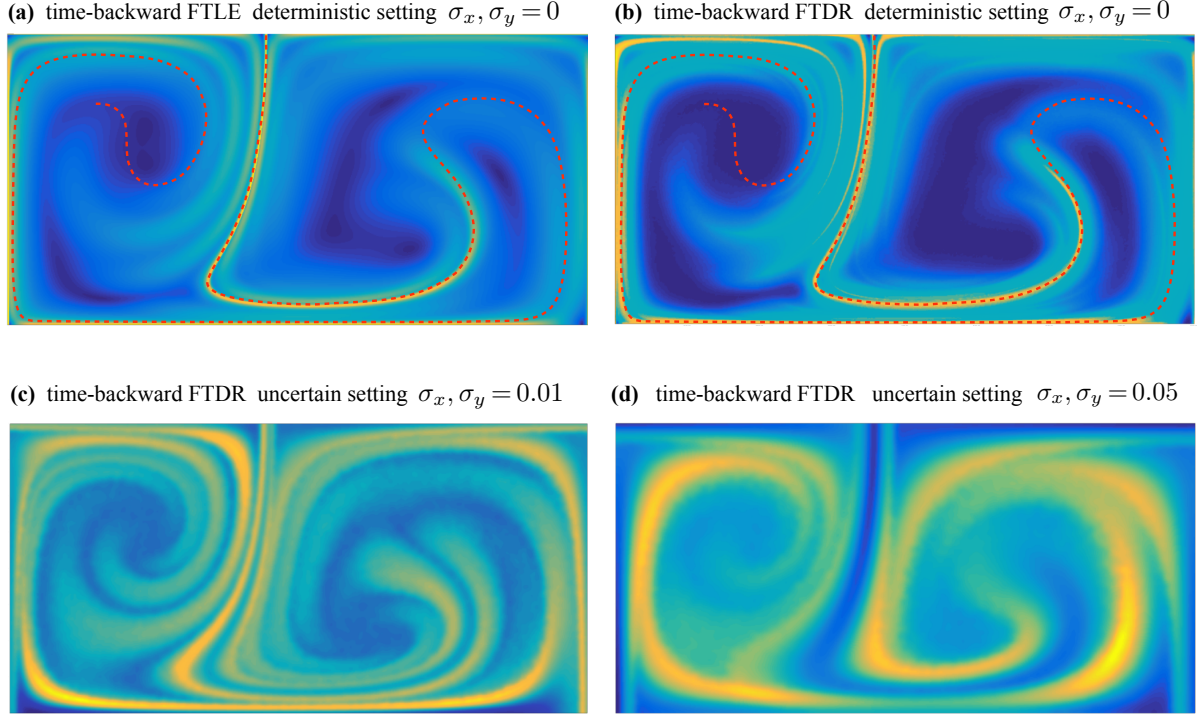 (a) time-backward FTLE deterministic setting σ_x, σ_y = 0
(b) time-backward FTDR deterministic setting σ_x, σ_y = 0
(c) time-backward FTDR uncertain setting σ_x, σ_y = 0.01
(d) time-backward FTDR uncertain setting σ_x, σ_y = 0.05